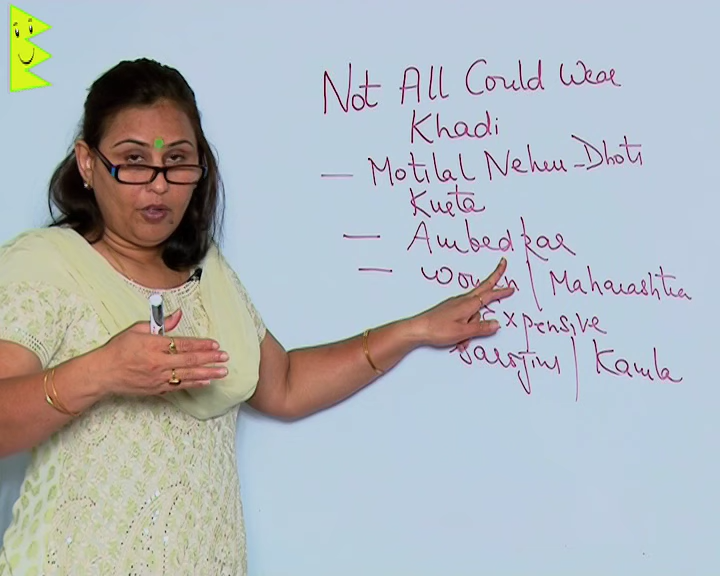 Not All Could Wear
Khadi
— Motilal Nehru - Dhoti
Kurta
— Ambedkar
— Women | Maharashtra
Expensive
Sarojini | Kamla